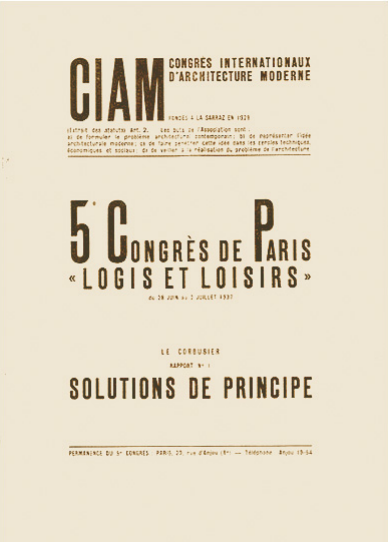 CIAM
CONGRÈS INTERNATIONAUX
D'ARCHITECTURE MODERNE
FONDÉS A LA SARRAZ EN 1928
(Extrait des statuts: Art. 2. Les buts de l'Association sont:
a) de formuler le problème architectural contemporain; b) de représenter l'idée
architecturale moderne; c) de faire pénétrer cette idée dans les cercles techniques,
économiques et sociaux; d) de veiller à la réalisation du problème de l'architecture
5e CONGRÈS DE PARIS
« LOGIS ET LOISIRS »
DU 28 JUIN AU 2 JUILLET 1937
LE CORBUSIER
RAPPORT No 1
SOLUTIONS DE PRINCIPE
PERMANENCE DU 5e CONGRÈS: PARIS, 25, rue d'Anjou (8e) — Téléphone: Anjou